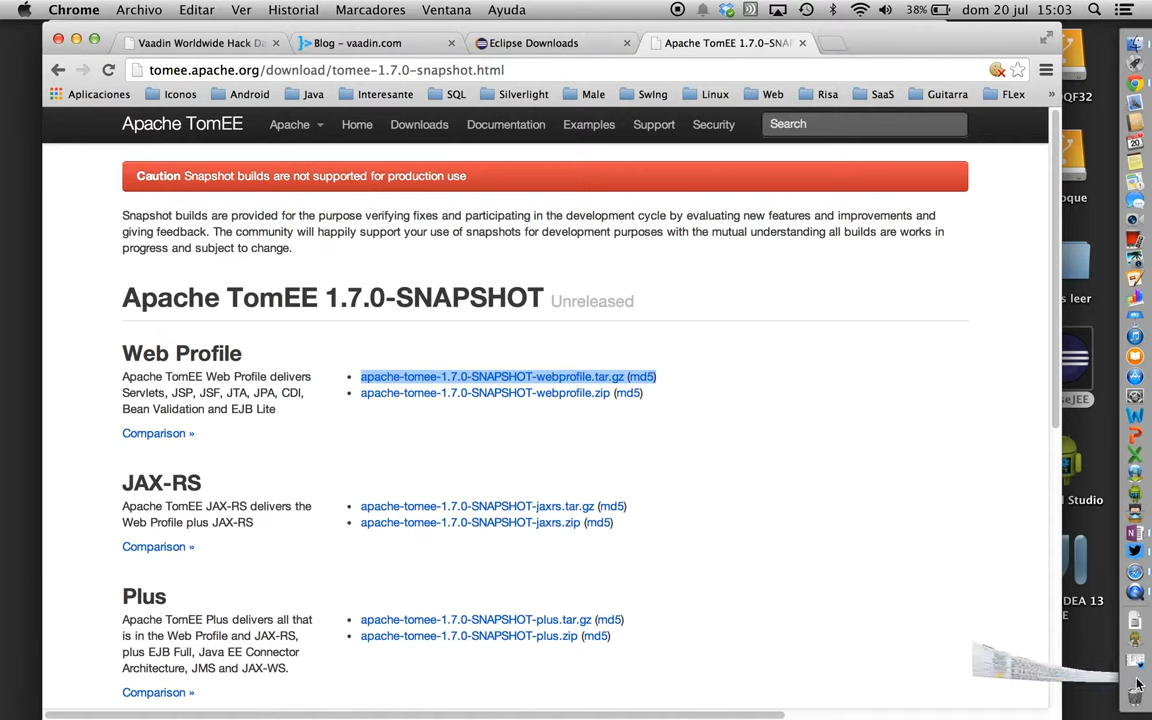 Chrome Archivo Editar Ver Historial Marcadores Ventana Ayuda 38% dom 20 jul 15:03
Vaadin Worldwide Hack Da Blog – vaadin.com Eclipse Downloads Apache TomEE 1.7.0-SNA
tomee.apache.org/download/tomee-1.7.0-snapshot.html
Aplicaciones Iconos Android Java Interesante SQL Silverlight Male SwIng Linux Web Risa SaaS Guitarra FLex »
PQF32
Apache TomEE Apache Home Downloads Documentation Examples Support Security Search
Caution Snapshot builds are not supported for production use
oque
Snapshot builds are provided for the purpose verifying fixes and participating in the development cycle by evaluating new features and improvements and
giving feedback. The community will happily support your use of snapshots for development purposes with the mutual understanding all builds are works in
progress and subject to change.
Apache TomEE 1.7.0-SNAPSHOT Unreleased
s leer
Web Profile
Apache TomEE Web Profile delivers
Servlets, JSP, JSF, JTA, JPA, CDI,
Bean Validation and EJB Lite
• apache-tomee-1.7.0-SNAPSHOT-webprofile.tar.gz (md5)
• apache-tomee-1.7.0-SNAPSHOT-webprofile.zip (md5)
Comparison »
seJEE
JAX-RS
Apache TomEE JAX-RS delivers the
Web Profile plus JAX-RS
• apache-tomee-1.7.0-SNAPSHOT-jaxrs.tar.gz (md5)
• apache-tomee-1.7.0-SNAPSHOT-jaxrs.zip (md5)
Comparison »
d Studio
Plus
Apache TomEE Plus delivers all that
is in the Web Profile and JAX-RS,
plus EJB Full, Java EE Connector
Architecture, JMS and JAX-WS.
• apache-tomee-1.7.0-SNAPSHOT-plus.tar.gz (md5)
• apache-tomee-1.7.0-SNAPSHOT-plus.zip (md5)
Comparison »
DEA 13
E